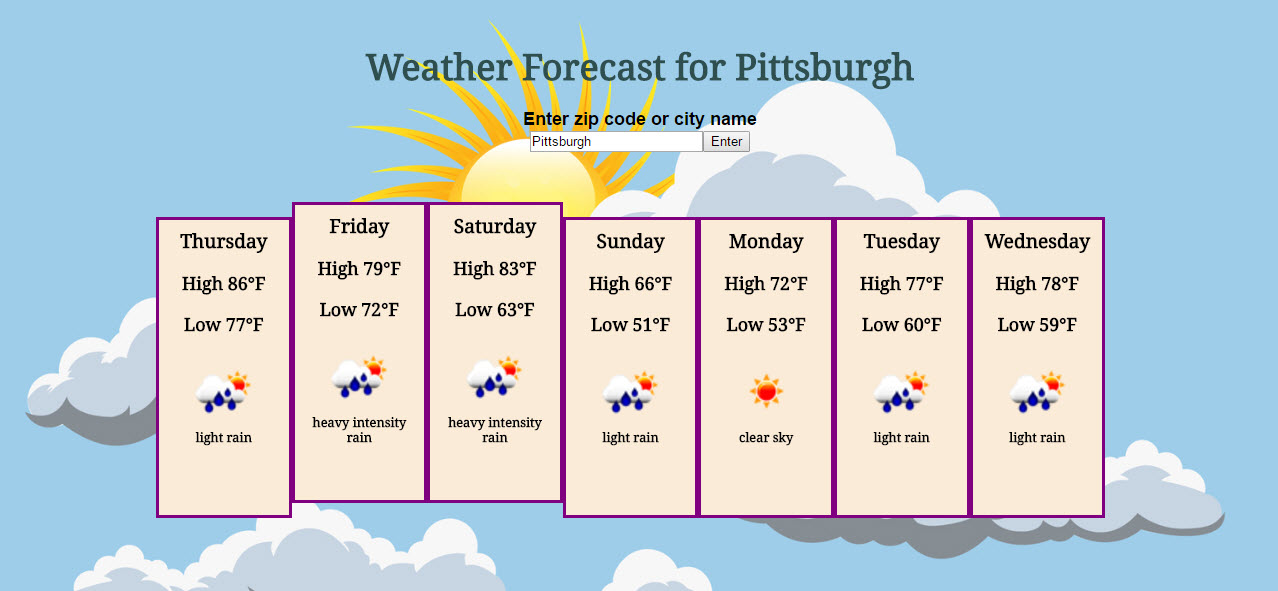 Weather Forecast for Pittsburgh
Enter zip code or city name
Pittsburgh
Enter
Thursday
High 86°F
Low 77°F
light rain
Friday
High 79°F
Low 72°F
heavy intensity
rain
Saturday
High 83°F
Low 63°F
heavy intensity
rain
Sunday
High 66°F
Low 51°F
light rain
Monday
High 72°F
Low 53°F
clear sky
Tuesday
High 77°F
Low 60°F
light rain
Wednesday
High 78°F
Low 59°F
light rain